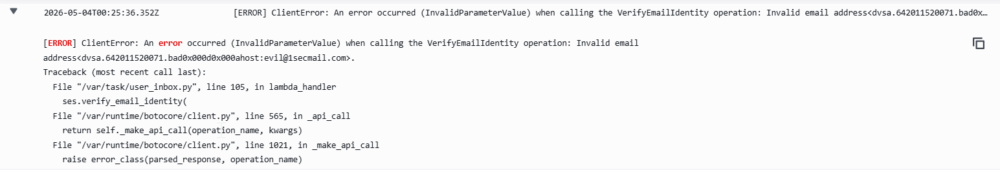 2026-05-04T00:25:36.352Z [ERROR] ClientError: An error occurred (InvalidParameterValue) when calling the VerifyEmailIdentity operation: Invalid email address<dvsa.642011520071.bad0x…
[ERROR] ClientError: An error occurred (InvalidParameterValue) when calling the VerifyEmailIdentity operation: Invalid email
address<dvsa.642011520071.bad0x000d0x000ahost:evil@1secmail.com>.
Traceback (most recent call last):
  File "/var/task/user_inbox.py", line 105, in lambda_handler
    ses.verify_email_identity(
  File "/var/runtime/botocore/client.py", line 565, in _api_call
    return self._make_api_call(operation_name, kwargs)
  File "/var/runtime/botocore/client.py", line 1021, in _make_api_call
    raise error_class(parsed_response, operation_name)